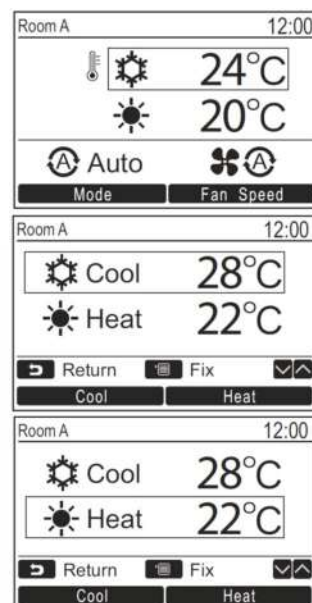 Room A 12:00
24°C
20°C
A Auto A
Mode Fan Speed
Room A 12:00
Cool 28°C
Heat 22°C
Return Fix
Cool Heat
Room A 12:00
Cool 28°C
Heat 22°C
Return Fix
Cool Heat